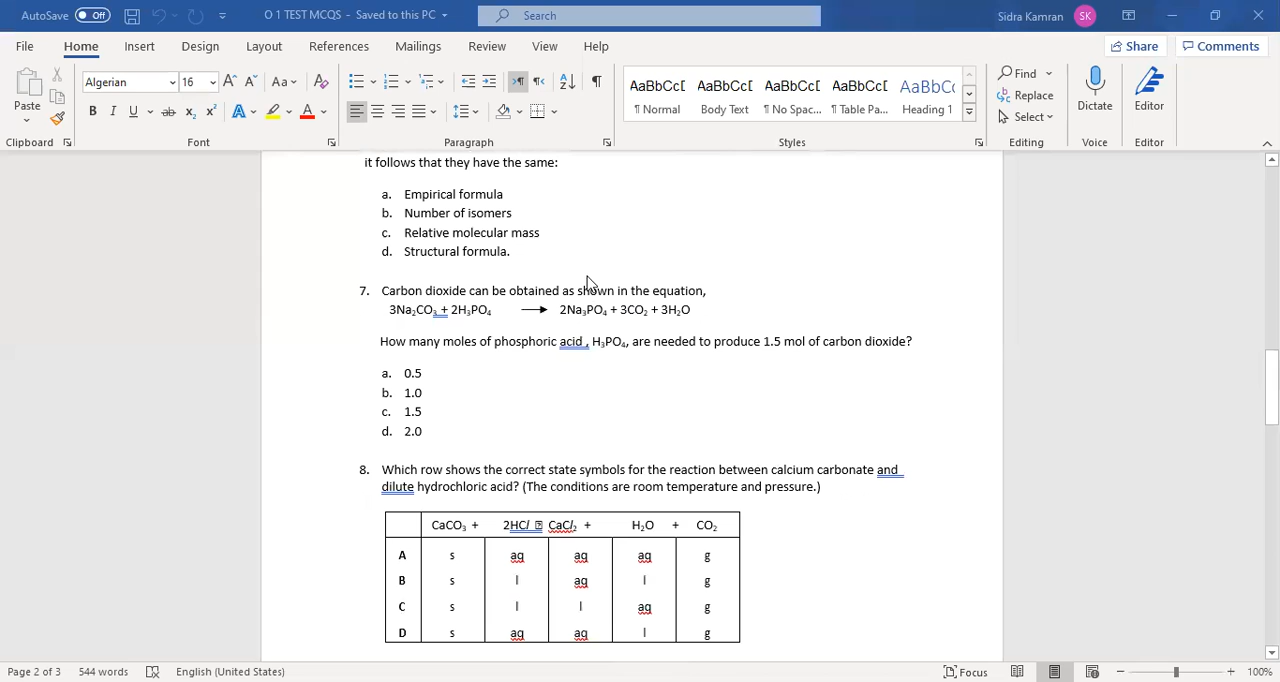 AutoSave Off O 1 TEST MCQS - Saved to this PC Search Sidra Kamran SK
File Home Insert Design Layout References Mailings Review View Help Share Comments
Paste Algerian 16 A A Aa A AaBbCc[ AaBbCc[ AaBbCc[ AaBbCc[ AaBbC( Find Dictate Editor
B I U ab x₂ x² A A ¶ Normal Body Text ¶ No Spac... ¶ Table Pa... Heading 1 Replace
Select
Clipboard Font Paragraph Styles Editing Voice Editor
it follows that they have the same:
a. Empirical formula
b. Number of isomers
c. Relative molecular mass
d. Structural formula.
7. Carbon dioxide can be obtained as shown in the equation,
3Na₂CO₃ + 2H₃PO₄ ⟶ 2Na₃PO₄ + 3CO₂ + 3H₂O
How many moles of phosphoric acid , H₃PO₄, are needed to produce 1.5 mol of carbon dioxide?
a. 0.5
b. 1.0
c. 1.5
d. 2.0
8. Which row shows the correct state symbols for the reaction between calcium carbonate and
dilute hydrochloric acid? (The conditions are room temperature and pressure.)
CaCO₃ + 2HCl ⍰ CaCl₂ + H₂O + CO₂
A s aq aq aq g
B s l aq l g
C s l l aq g
D s aq aq l g
Page 2 of 3 544 words English (United States) Focus 100%